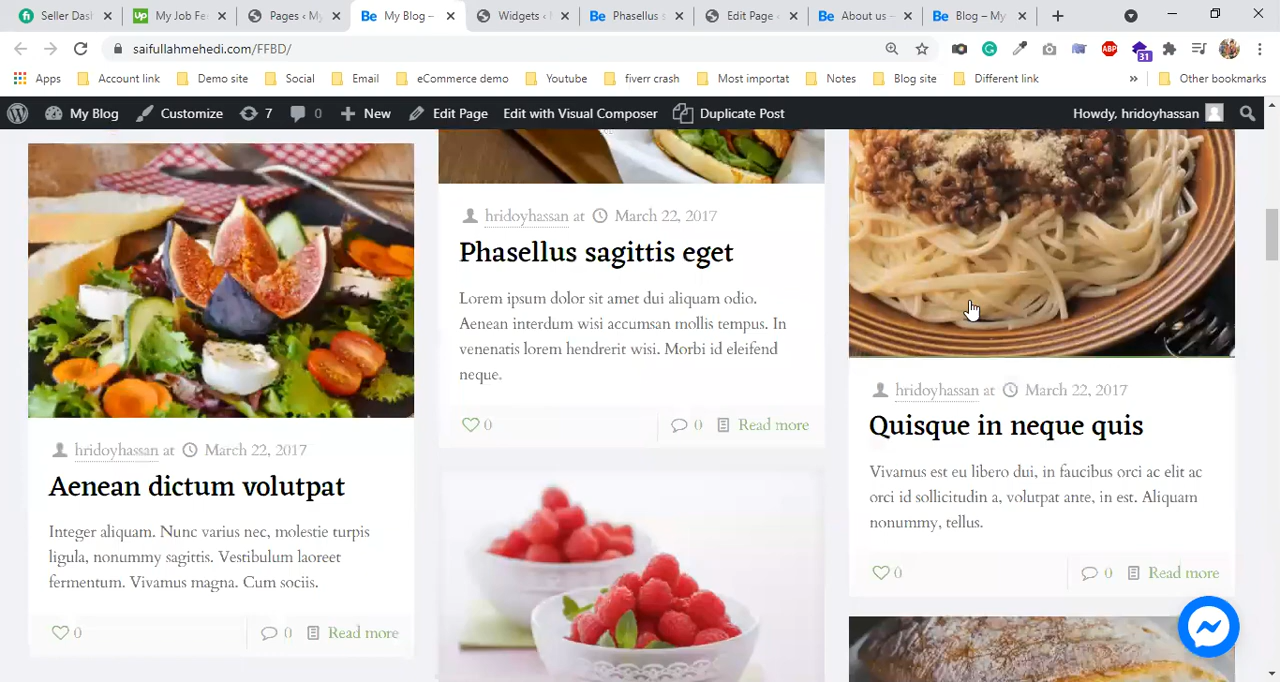 Seller Das
My Job Fe
Pages ‹ My
My Blog –
Widgets ‹
Phasellus s
Edit Page ‹
About us –
Blog – My
saifullahmehedi.com/FFBD/
ABP
31
Apps
Account link
Demo site
Social
Email
eCommerce demo
Youtube
fiverr crash
Most importat
Notes
Blog site
Different link
»
Other bookmarks
My Blog
Customize
7
0
New
Edit Page
Edit with Visual Composer
Duplicate Post
Howdy, hridoyhassan
hridoyhassan at March 22, 2017
Aenean dictum volutpat
Integer aliquam. Nunc varius nec, molestie turpis
ligula, nonummy sagittis. Vestibulum laoreet
fermentum. Vivamus magna. Cum sociis.
0
0
Read more
hridoyhassan at March 22, 2017
Phasellus sagittis eget
Lorem ipsum dolor sit amet dui aliquam odio.
Aenean interdum wisi accumsan mollis tempus. In
venenatis lorem hendrerit wisi. Morbi id eleifend
neque.
0
0
Read more
hridoyhassan at March 22, 2017
Quisque in neque quis
Vivamus est eu libero dui, in faucibus orci ac elit ac
orci id sollicitudin a, volutpat ante, in est. Aliquam
nonummy, tellus.
0
0
Read more